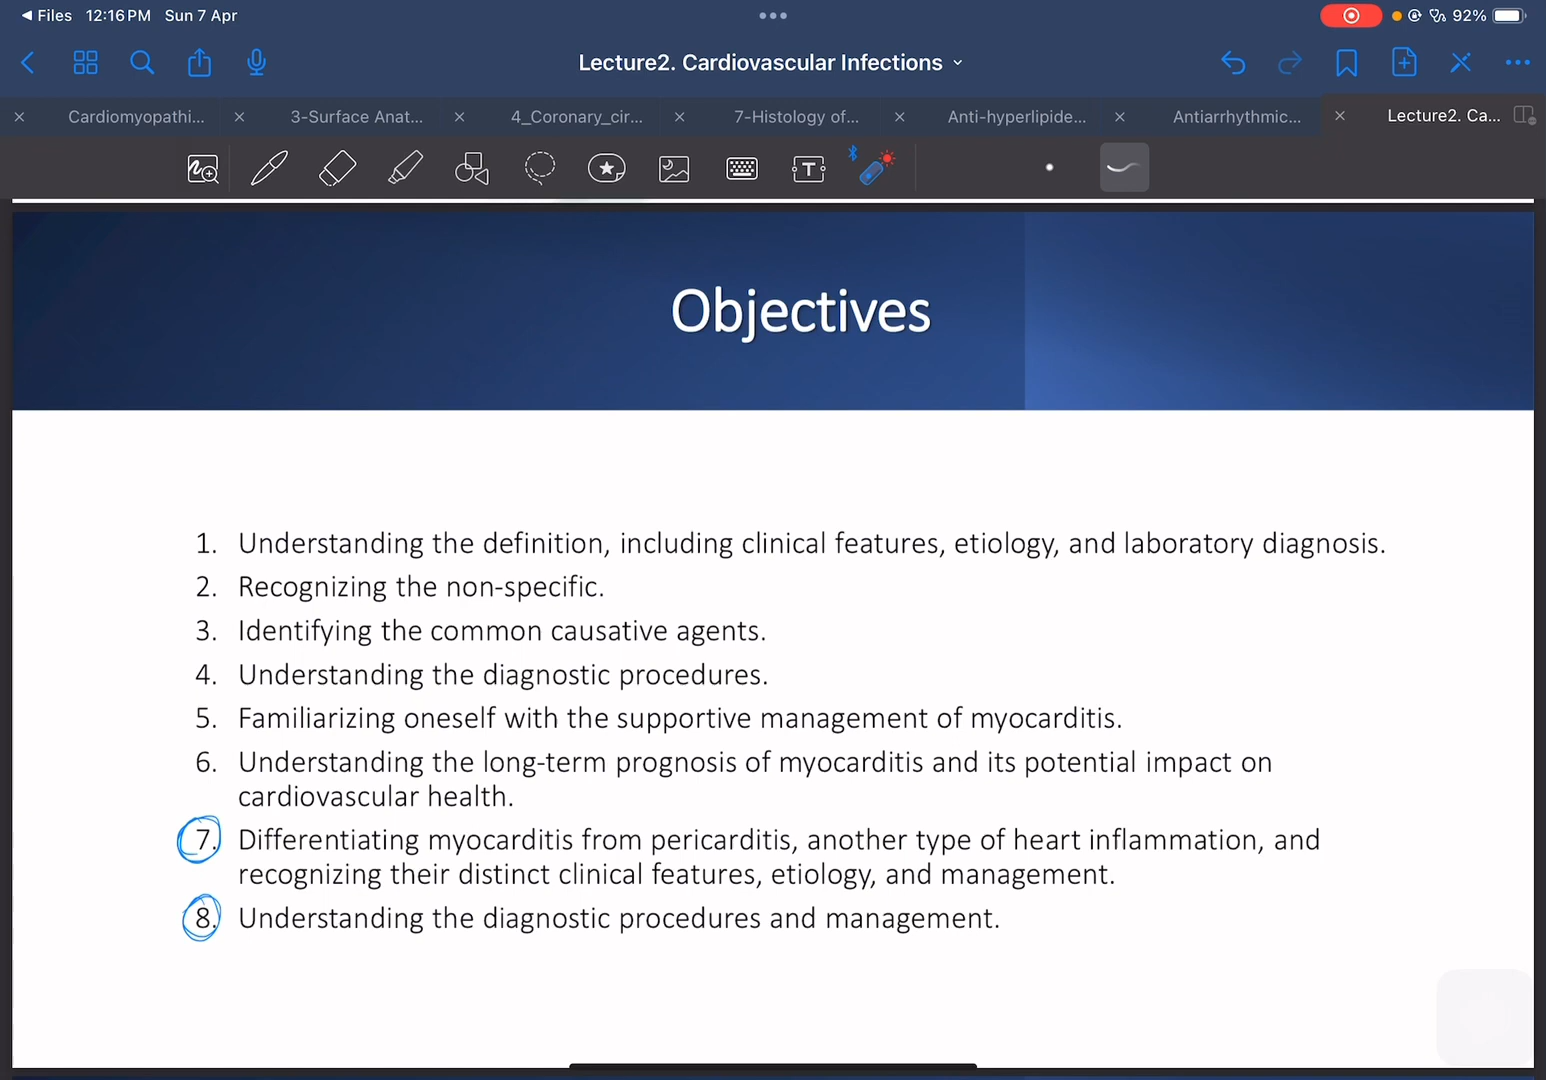 Files 12:16 PM Sun 7 Apr 92%
Lecture2. Cardiovascular Infections
Cardiomyopathi... 3-Surface Anat... 4_Coronary_cir... 7-Histology of... Anti-hyperlipide... Antiarrhythmic... Lecture2. Ca...
Objectives
1. Understanding the definition, including clinical features, etiology, and laboratory diagnosis.
2. Recognizing the non-specific.
3. Identifying the common causative agents.
4. Understanding the diagnostic procedures.
5. Familiarizing oneself with the supportive management of myocarditis.
6. Understanding the long-term prognosis of myocarditis and its potential impact on
cardiovascular health.
7. Differentiating myocarditis from pericarditis, another type of heart inflammation, and
recognizing their distinct clinical features, etiology, and management.
8. Understanding the diagnostic procedures and management.